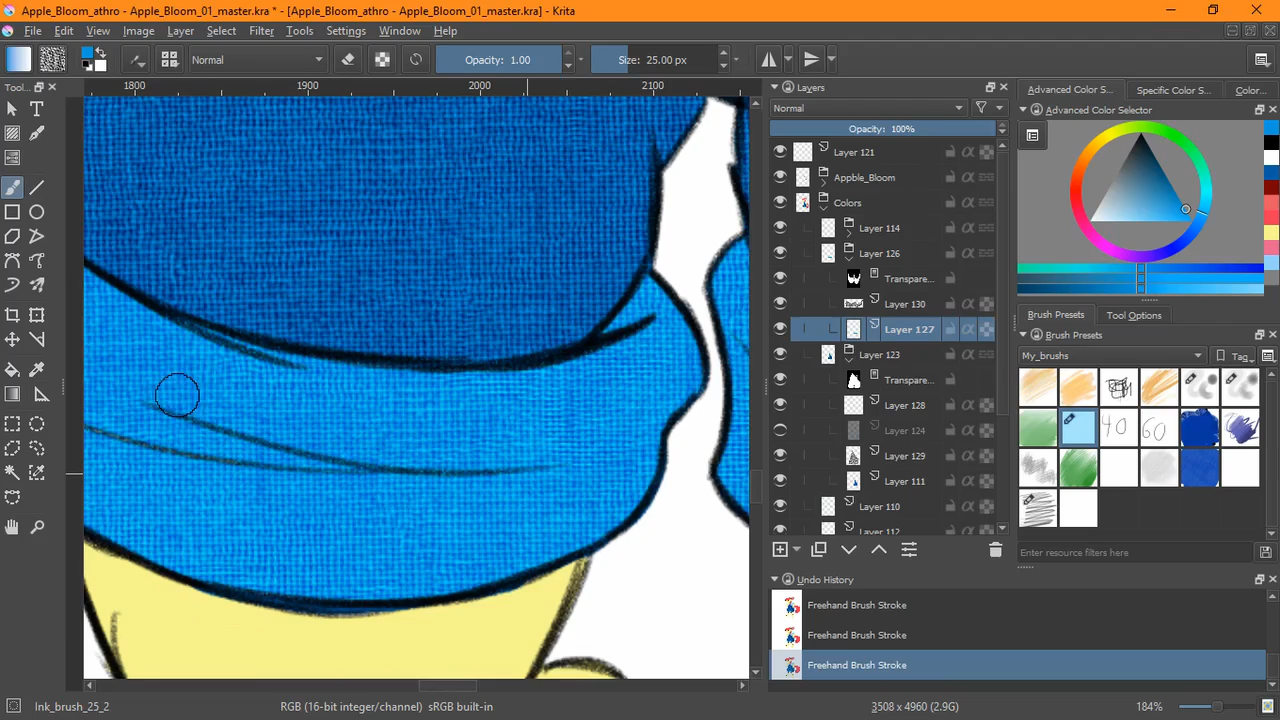 Apple_Bloom_01_master.kra * - [Apple_Bloom_athro - Apple_Bloom_01_master.kra] - Krita
File Edit View Image Layer Select Filter Tools Settings Window Help
Normal Opacity: 1.00 Size: 25.00 px
Tool...
1800 1900 2000 2100
Layers
Normal
Opacity: 100%
Layer 121
Appble_Bloom
Colors
Layer 114
Layer 126
Transpare...
Layer 130
Layer 127
Layer 123
Transpare...
Layer 128
Layer 124
Layer 129
Layer 111
Layer 110
Layer 112
Undo History
Freehand Brush Stroke
Freehand Brush Stroke
Freehand Brush Stroke
Advanced Color S... Specific Color S... Color...
Advanced Color Selector
Brush Presets Tool Options
Brush Presets
My_brushes Tag
40 60
Enter resource filters here
Ink_brush_25_2 RGB (16-bit integer/channel) sRGB built-in 3508 x 4960 (2.9G) 184%